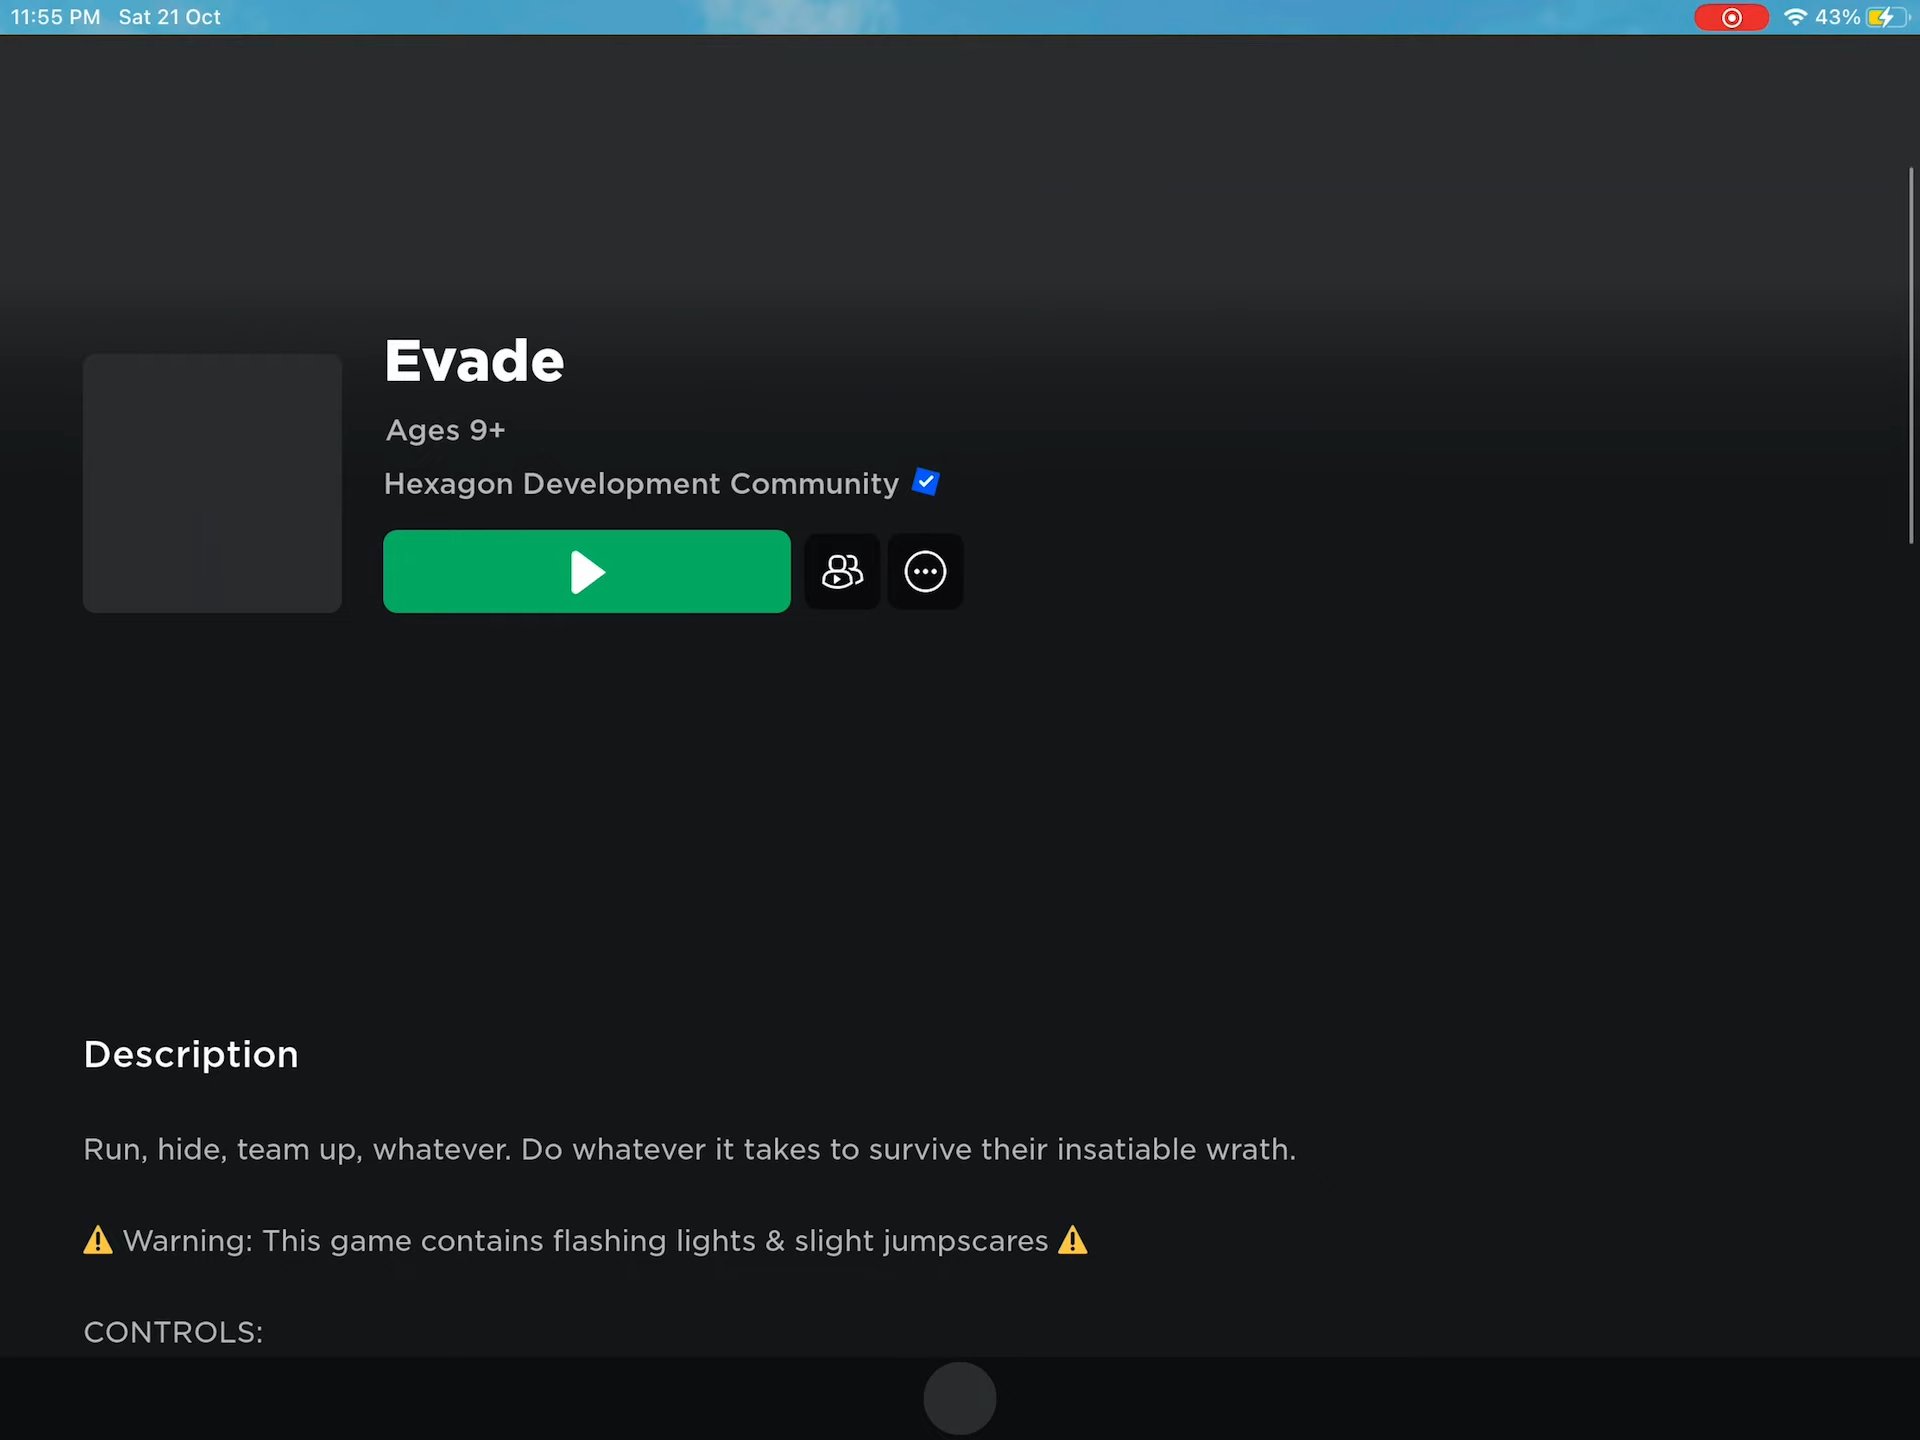 11:55 PM Sat 21 Oct 43%
Evade
Ages 9+
Hexagon Development Community
Description
Run, hide, team up, whatever. Do whatever it takes to survive their insatiable wrath.
⚠️ Warning: This game contains flashing lights & slight jumpscares ⚠️
CONTROLS: